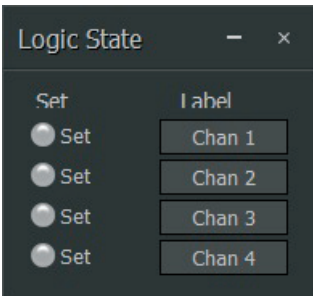 Logic State
Set Label
Set Chan 1
Set Chan 2
Set Chan 3
Set Chan 4